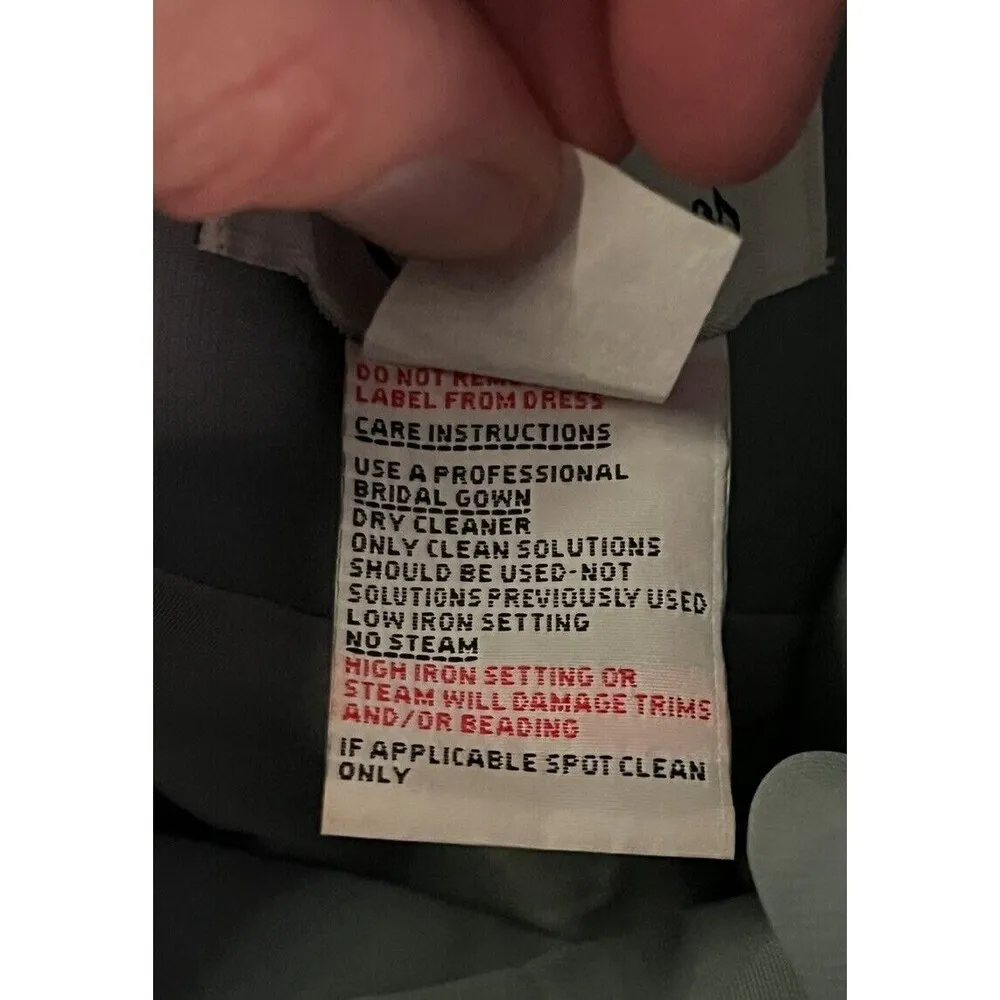 DO NOT
LABEL FROM DRESS
CARE INSTRUCTIONS
USE A PROFESSIONAL
BRIDAL GOWN
DRY CLEANER
ONLY CLEAN SOLUTIONS
SHOULD BE USED-NOT
SOLUTIONS PREVIOUSLY USED
LOW IRON SETTING
NO STEAM
HIGH IRON SETTING OR
STEAM WILL DAMAGE TRIMS
AND/OR BEADING
IF APPLICABLE SPOT CLEAN
ONLY